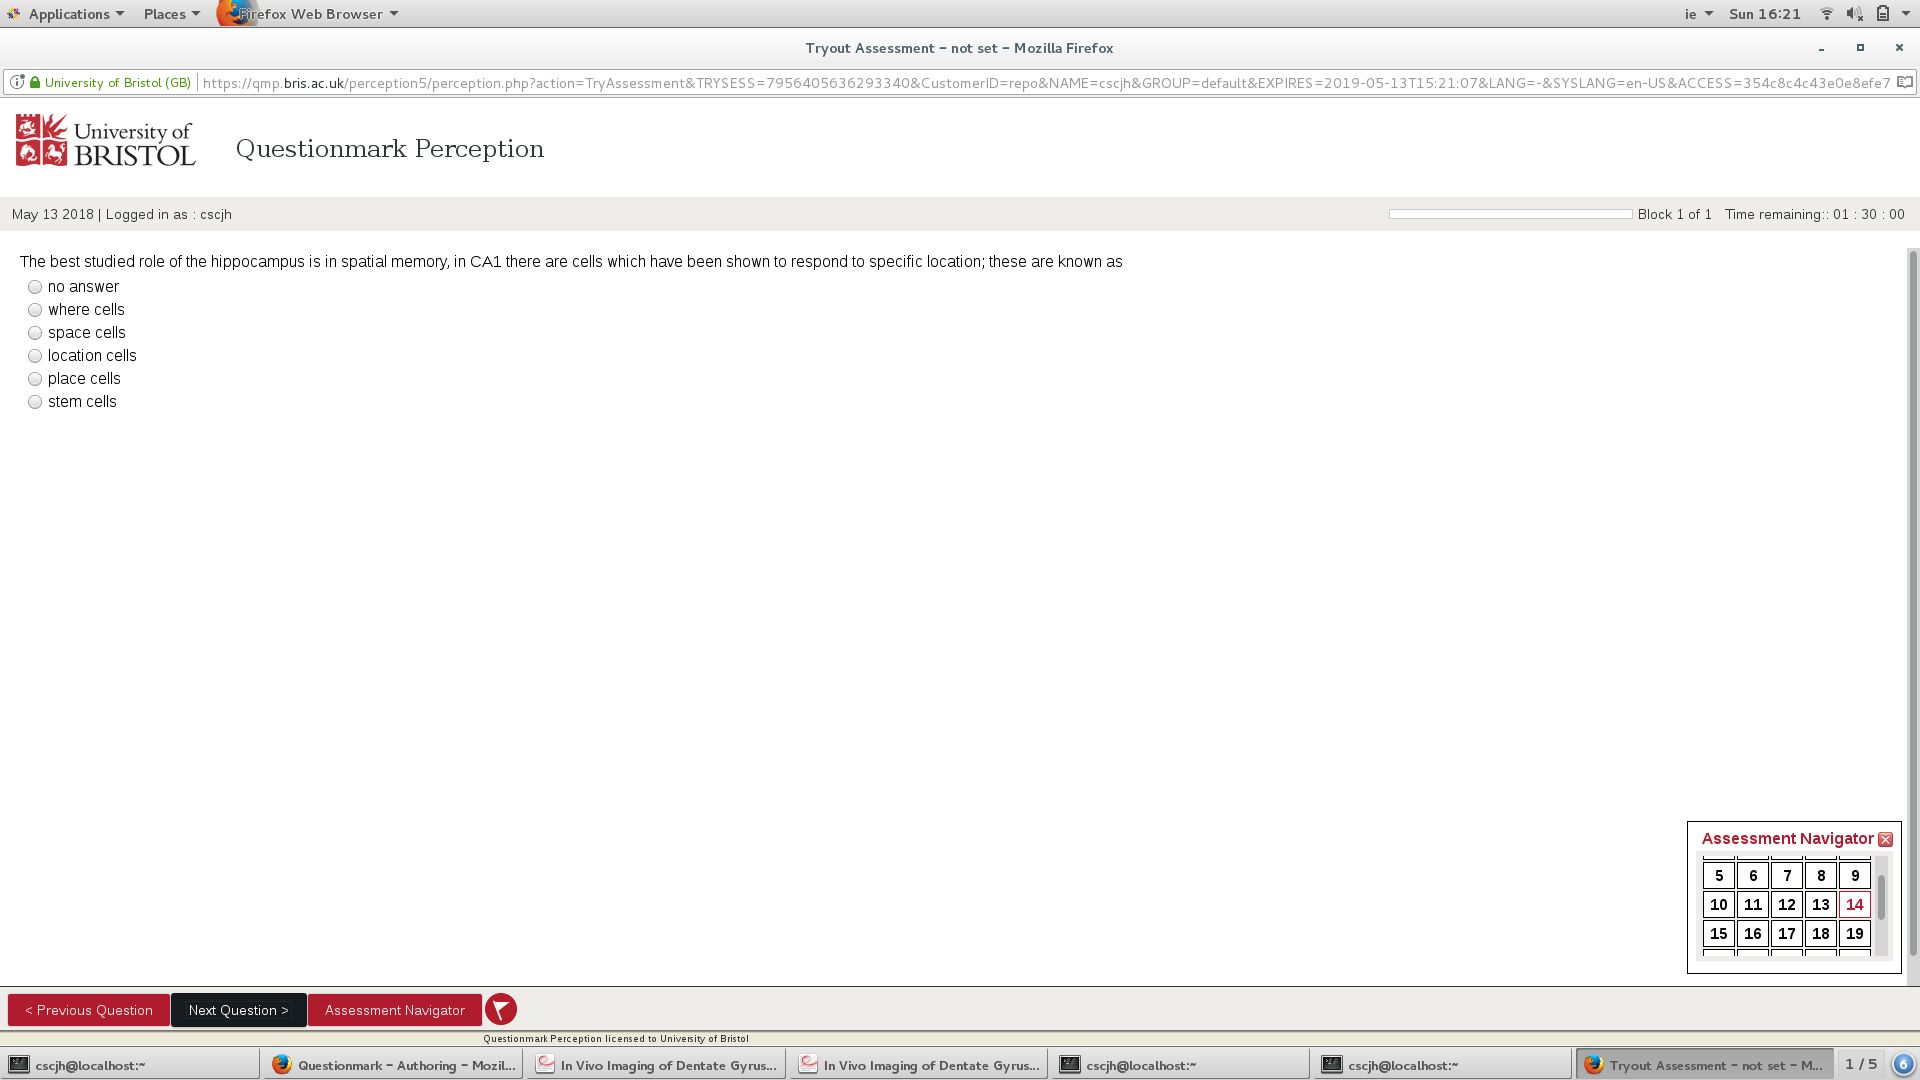 Applications Places Firefox Web Browser ie Sun 16:21
Tryout Assessment - not set - Mozilla Firefox
University of Bristol (GB) https://qmp.bris.ac.uk/perception5/perception.php?action=TryAssessment&TRYSESS=7956405636293340&CustomerID=repo&NAME=cscjh&GROUP=default&EXPIRES=2019-05-13T15:21:07&LANG=-&SYSLANG=en-US&ACCESS=354c8c4c43e0e8efe7
University of
BRISTOL
Questionmark Perception
May 13 2018 | Logged in as : cscjh Block 1 of 1 Time remaining:: 01 : 30 : 00
The best studied role of the hippocampus is in spatial memory, in CA1 there are cells which have been shown to respond to specific location; these are known as
no answer
where cells
space cells
location cells
place cells
stem cells
Assessment Navigator
5 6 7 8 9
10 11 12 13 14
15 16 17 18 19
< Previous Question Next Question > Assessment Navigator
Questionmark Perception licensed to University of Bristol
cscjh@localhost:~ Questionmark - Authoring - Mozil... In Vivo Imaging of Dentate Gyrus... In Vivo Imaging of Dentate Gyrus... cscjh@localhost:~ cscjh@localhost:~ Tryout Assessment - not set - M... 1 / 5 6